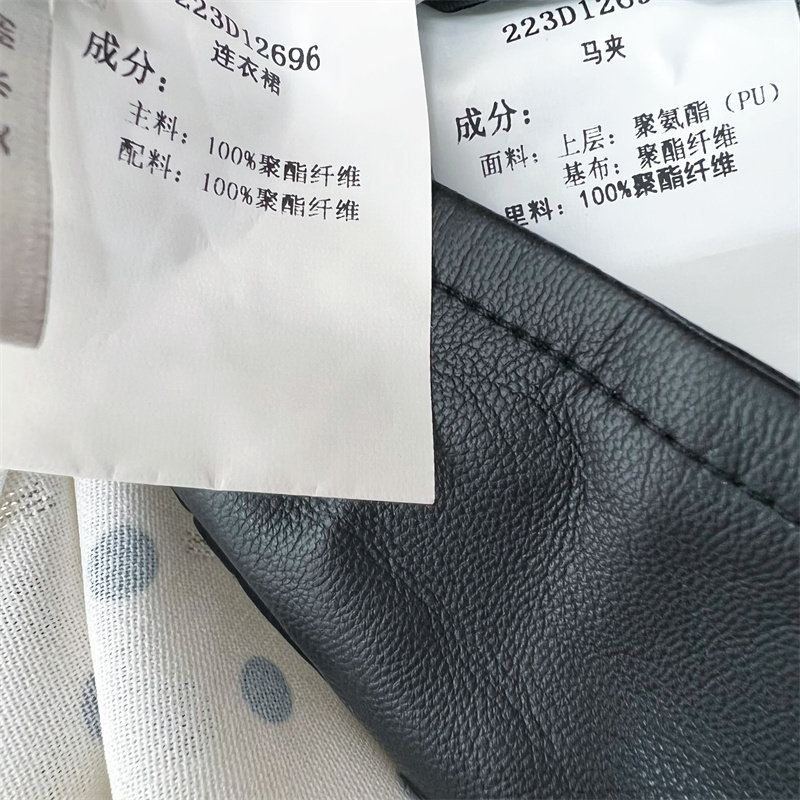 223D12696
连衣裙
成分：
主料：100%聚酯纤维
配料：100%聚酯纤维
223D1269
马夹
成分：
面料：上层：聚氨酯（PU）
基布：聚酯纤维
里料：100%聚酯纤维